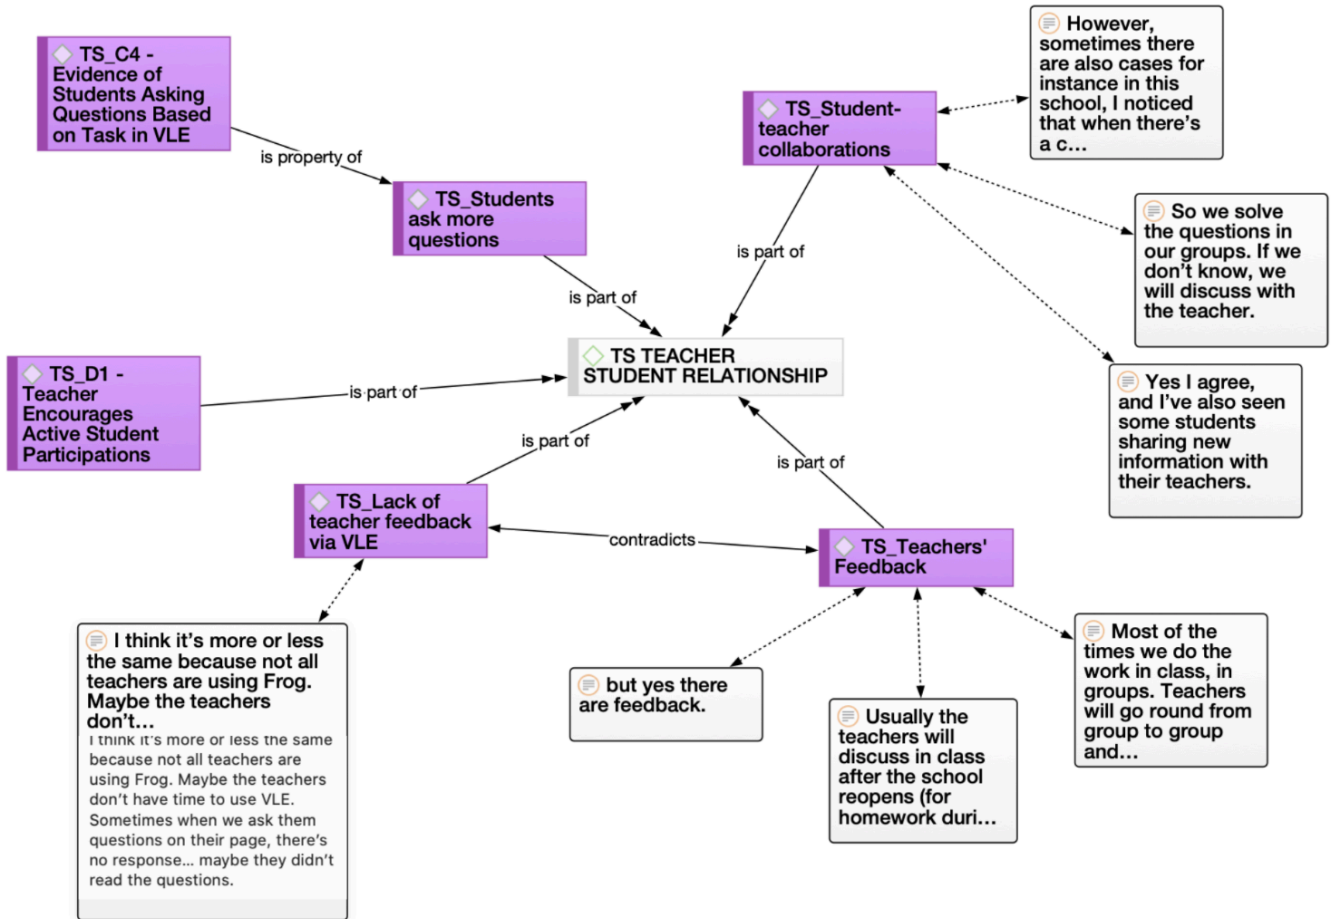 TS_C4 -
Evidence of
Students Asking
Questions Based
on Task in VLE
is property of
TS_Students
ask more
questions
is part of
TS_Student-
teacher
collaborations
is part of
However,
sometimes there
are also cases for
instance in this
school, I noticed
that when there's
a c...
So we solve
the questions in
our groups. If we
don't know, we
will discuss with
the teacher.
Yes I agree,
and I've also seen
some students
sharing new
information with
their teachers.
TS TEACHER
STUDENT RELATIONSHIP
TS_D1 -
Teacher
Encourages
Active Student
Participations
is part of
is part of
is part of
TS_Lack of
teacher feedback
via VLE
contradicts
TS_Teachers'
Feedback
I think it's more or less
the same because not all
teachers are using Frog.
Maybe the teachers
don't...
I think it's more or less the same
because not all teachers are
using Frog. Maybe the teachers
don't have time to use VLE.
Sometimes when we ask them
questions on their page, there's
no response... maybe they didn't
read the questions.
but yes there
are feedback.
Usually the
teachers will
discuss in class
after the school
reopens (for
homework duri...
Most of the
times we do the
work in class, in
groups. Teachers
will go round from
group to group
and...